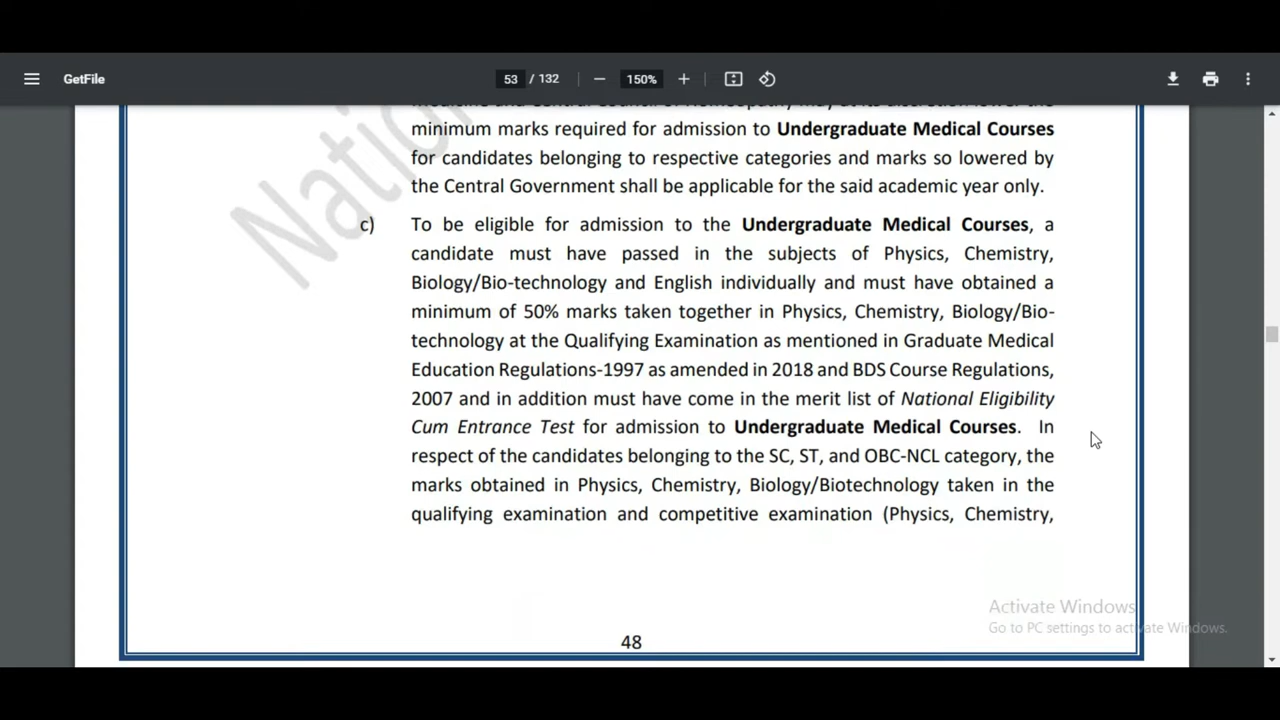 GetFile
53 / 132
150%
minimum marks required for admission to Undergraduate Medical Courses
for candidates belonging to respective categories and marks so lowered by
the Central Government shall be applicable for the said academic year only.
c) To be eligible for admission to the Undergraduate Medical Courses, a
candidate must have passed in the subjects of Physics, Chemistry,
Biology/Bio-technology and English individually and must have obtained a
minimum of 50% marks taken together in Physics, Chemistry, Biology/Bio-
technology at the Qualifying Examination as mentioned in Graduate Medical
Education Regulations-1997 as amended in 2018 and BDS Course Regulations,
2007 and in addition must have come in the merit list of National Eligibility
Cum Entrance Test for admission to Undergraduate Medical Courses. In
respect of the candidates belonging to the SC, ST, and OBC-NCL category, the
marks obtained in Physics, Chemistry, Biology/Biotechnology taken in the
qualifying examination and competitive examination (Physics, Chemistry,
Activate Windows
Go to PC settings to activate Windows.
48